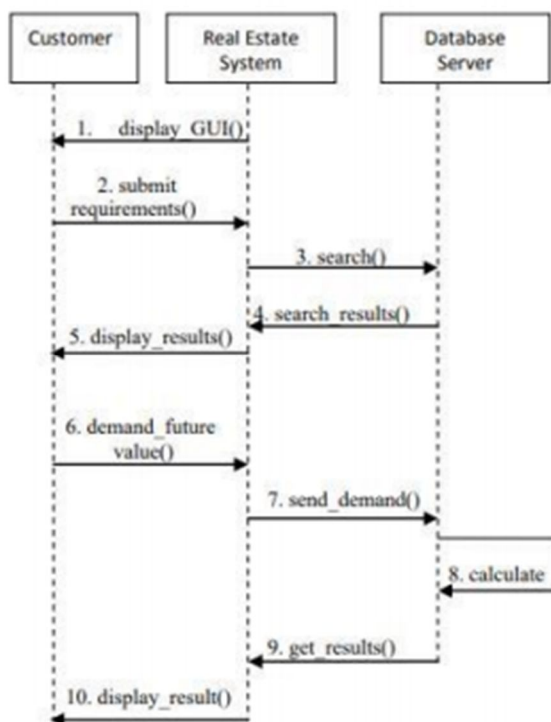 Customer
Real Estate
System
Database
Server
1. display_GUI()
2. submit
requirements()
3. search()
4. search_results()
5. display_results()
6. demand_future
value()
7. send_demand()
8. calculate
9. get_results()
10. display_result()